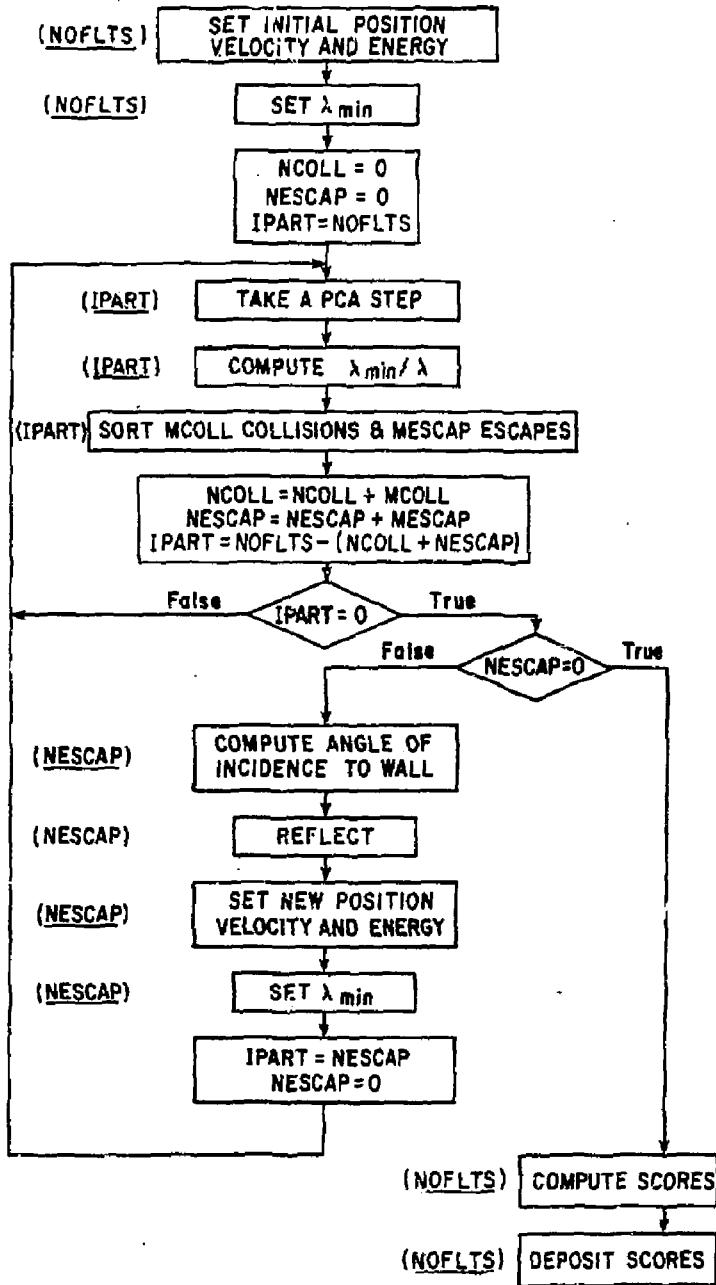 (NOFLTS) SET INITIAL POSITION
VELOCITY AND ENERGY
(NOFLTS) SET λmin
NCOLL = 0
NESCAP = 0
IPART=NOFLTS
(IPART) TAKE A PCA STEP
(IPART) COMPUTE λmin/λ
(IPART) SORT MCOLL COLLISIONS & MESCAP ESCAPES
NCOLL = NCOLL + MCOLL
NESCAP = NESCAP + MESCAP
IPART = NOFLTS - (NCOLL + NESCAP)
False IPART = 0 True
False NESCAP=0 True
(NESCAP) COMPUTE ANGLE OF
INCIDENCE TO WALL
(NESCAP) REFLECT
(NESCAP) SET NEW POSITION
VELOCITY AND ENERGY
(NESCAP) SET λmin
IPART = NESCAP
NESCAP=0
(NOFLTS) COMPUTE SCORES
(NOFLTS) DEPOSIT SCORES